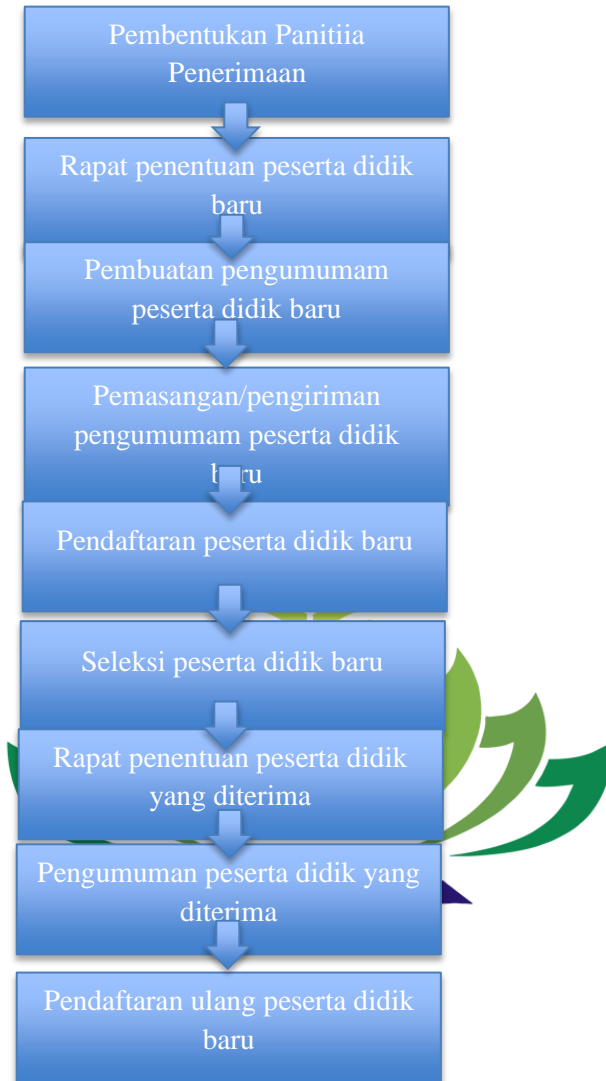 Pembentukan Panitiia
Penerimaan
Rapat penentuan peserta didik
baru
Pembuatan pengumumam
peserta didik baru
Pemasangan/pengiriman
pengumumam peserta didik
baru
Pendaftaran peserta didik baru
Seleksi peserta didik baru
Rapat penentuan peserta didik
yang diterima
Pengumuman peserta didik yang
diterima
Pendaftaran ulang peserta didik
baru